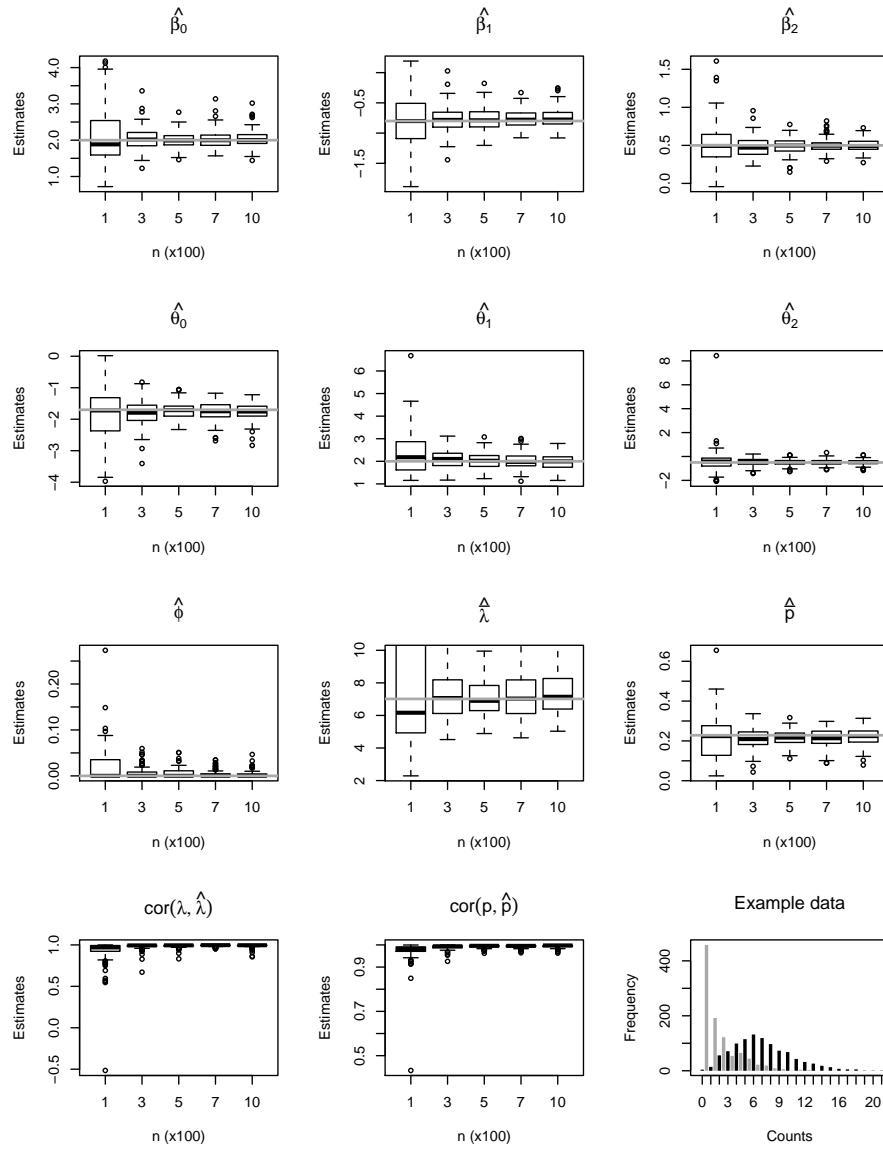 β̂₀ β̂₁ β̂₂
Estimates
1.0 2.0 3.0 4.0
1 3 5 7 10
n (x100)
Estimates
−1.5 −0.5
1 3 5 7 10
n (x100)
Estimates
0.0 0.5 1.0 1.5
1 3 5 7 10
n (x100)
θ̂₀ θ̂₁ θ̂₂
Estimates
−4 −3 −2 −1 0
1 3 5 7 10
n (x100)
Estimates
1 2 3 4 5 6
1 3 5 7 10
n (x100)
Estimates
−2 2 4 6 8
1 3 5 7 10
n (x100)
ϕ̂ λ̂̄ p̂̄
Estimates
0.00 0.10 0.20
1 3 5 7 10
n (x100)
Estimates
2 4 6 8 10
1 3 5 7 10
n (x100)
Estimates
0.0 0.2 0.4 0.6
1 3 5 7 10
n (x100)
cor(λ, λ̂) cor(p, p̂) Example data
Estimates
−0.5 0.0 0.5 1.0
1 3 5 7 10
n (x100)
Estimates
0.5 0.7 0.9
1 3 5 7 10
n (x100)
Frequency
0 200 400
0 3 6 9 12 16 20
Counts